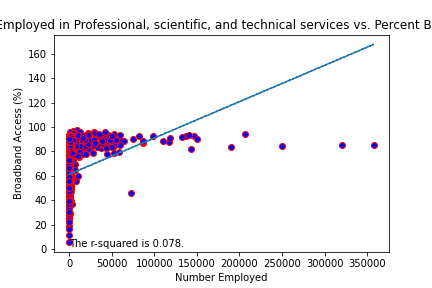 Employed in Professional, scientific, and technical services vs. Percent B
160
140
120
100
80
60
40
20
0
Broadband Access (%)
The r-squared is 0.078.
0 50000 100000 150000 200000 250000 300000 350000
Number Employed